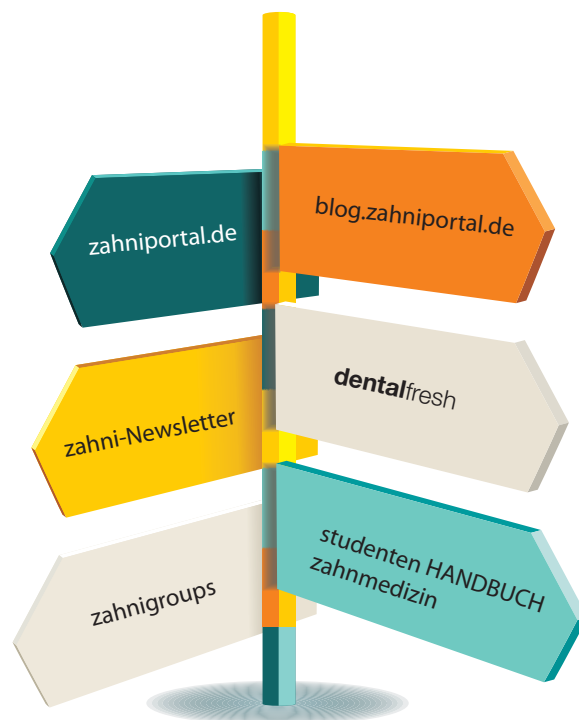 zahniportal.de
blog.zahniportal.de
zahni-Newsletter
dentalfresh
zahnigroups
studenten HANDBUCH
zahnmedizin